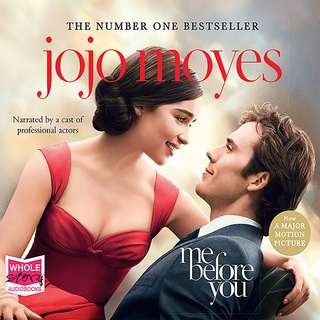 THE NUMBER ONE BESTSELLER
jojo moyes
Narrated by a cast of
professional actors
Now
A MAJOR
MOTION
PICTURE
me
before
you
WHOLE
story
AUDIOBOOKS